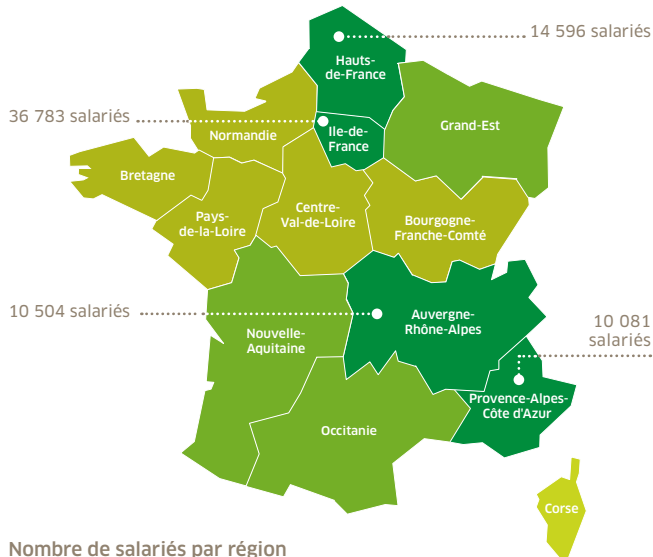 14 596 salariés
Hauts-
de-France
36 783 salariés
Normandie
Ile-de-
France
Grand-Est
Bretagne
Pays-
de-la-Loire
Centre-
Val-de-Loire
Bourgogne-
Franche-Comté
10 504 salariés
Nouvelle-
Aquitaine
Auvergne-
Rhône-Alpes
10 081
salariés
Provence-Alpes-
Côte d'Azur
Occitanie
Corse
Nombre de salariés par région